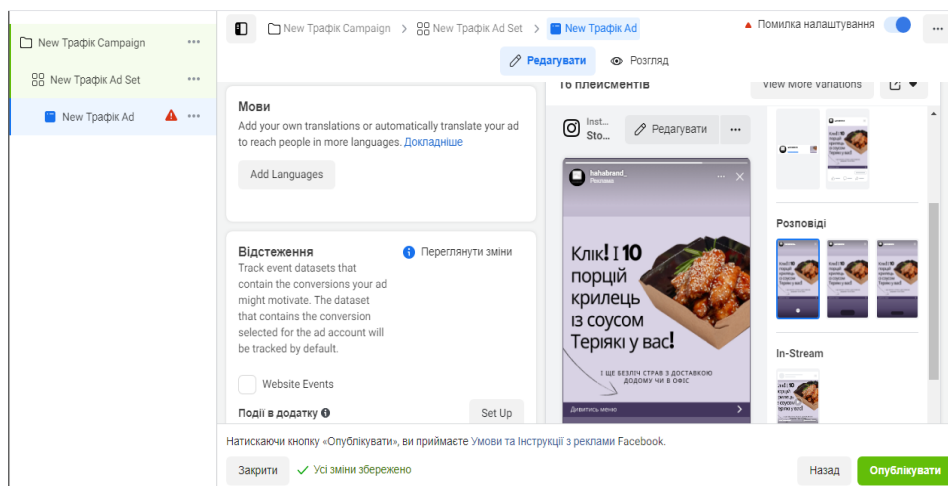 New Трафік Campaign
New Трафік Ad Set
New Трафік Ad
New Трафік Campaign > New Трафік Ad Set > New Трафік Ad
Помилка налаштування
Редагувати
Розгляд
Мови
Add your own translations or automatically translate your ad
to reach people in more languages. Докладніше
Add Languages
Відстеження
Переглянути зміни
Track event datasets that
contain the conversions your ad
might motivate. The dataset
that contains the conversion
selected for the ad account will
be tracked by default.
Website Events
Події в додатку
Set Up
16 плейсментів
View More Variations
Inst...
Sto...
Редагувати
hahabrand_
Реклама
Клік! І 10
порцій
крилець
із соусом
Теріякі у вас!
І ЩЕ БЕЗЛІЧ СТРАВ З ДОСТАВКОЮ
ДОДОМУ ЧИ В ОФІС
Дивитись меню
Розповіді
In-Stream
Натискаючи кнопку «Опублікувати», ви приймаєте Умови та Інструкції з реклами Facebook.
Закрити
Усі зміни збережено
Назад
Опублікувати